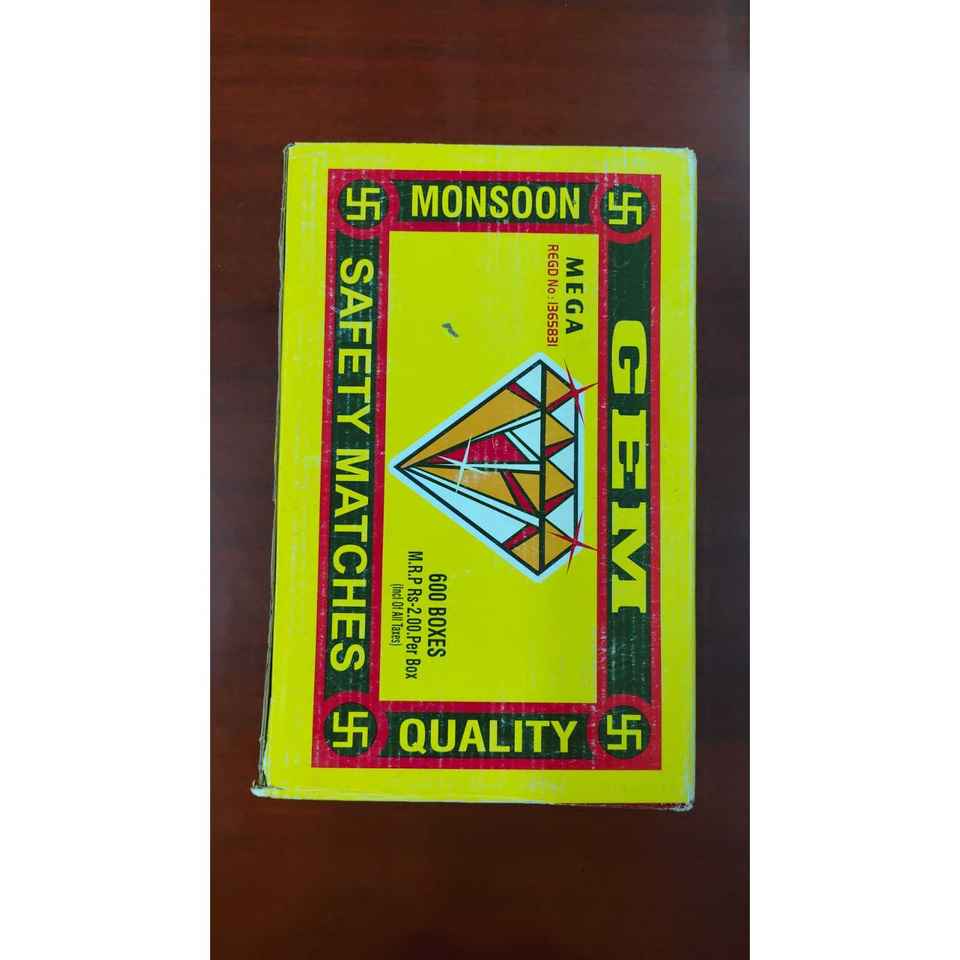 MONSOON
GEM
MEGA
REGD No : 1365831
600 BOXES
M.R.P Rs-2.00.Per Box
(Incl Of All Taxes)
SAFETY MATCHES
QUALITY